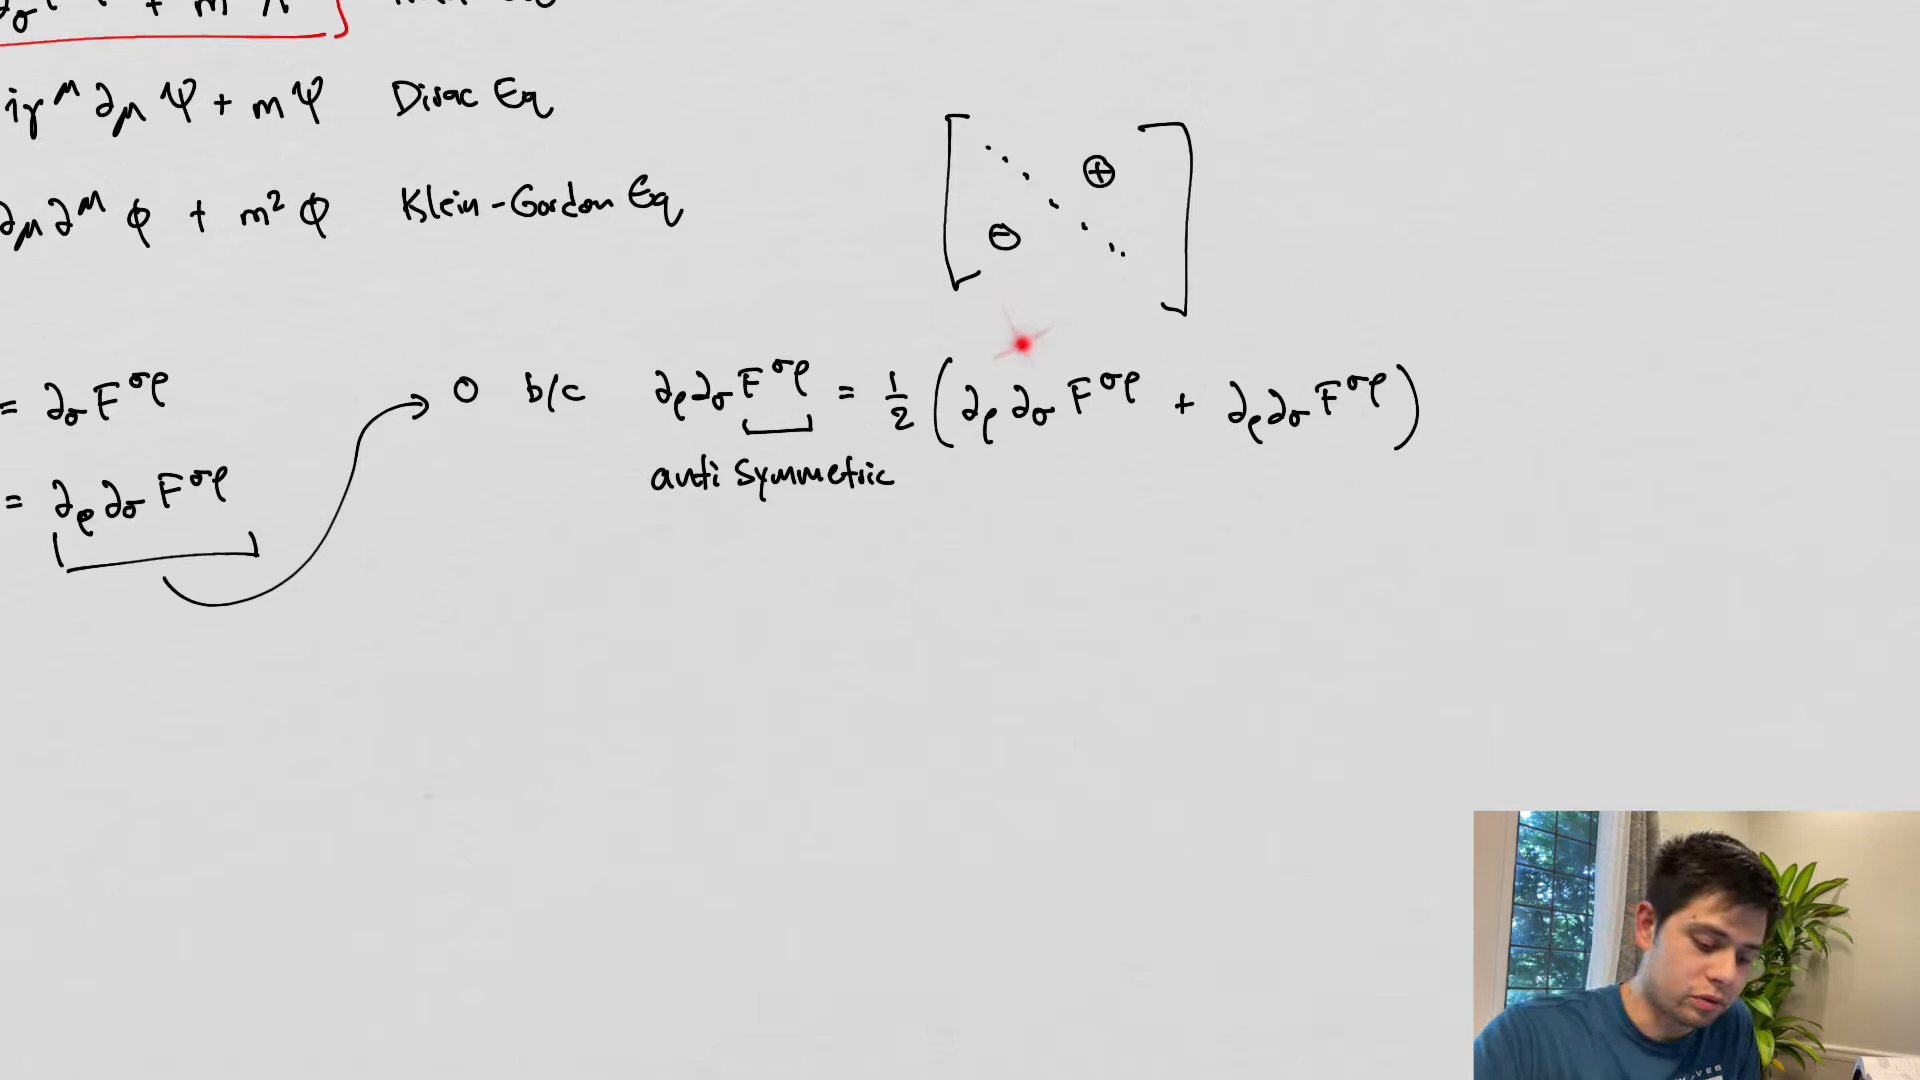 iγ^μ ∂_μ Ψ + mΨ Dirac Eq
∂_μ ∂^μ φ + m² φ Klein-Gordon Eq
⊕
⊖
= ∂_σ F^σρ
0 b/c ∂_ρ ∂_σ F^σρ = 1/2 ( ∂_ρ ∂_σ F^σρ + ∂_ρ ∂_σ F^σρ )
anti Symmetric
= ∂_ρ ∂_σ F^σρ